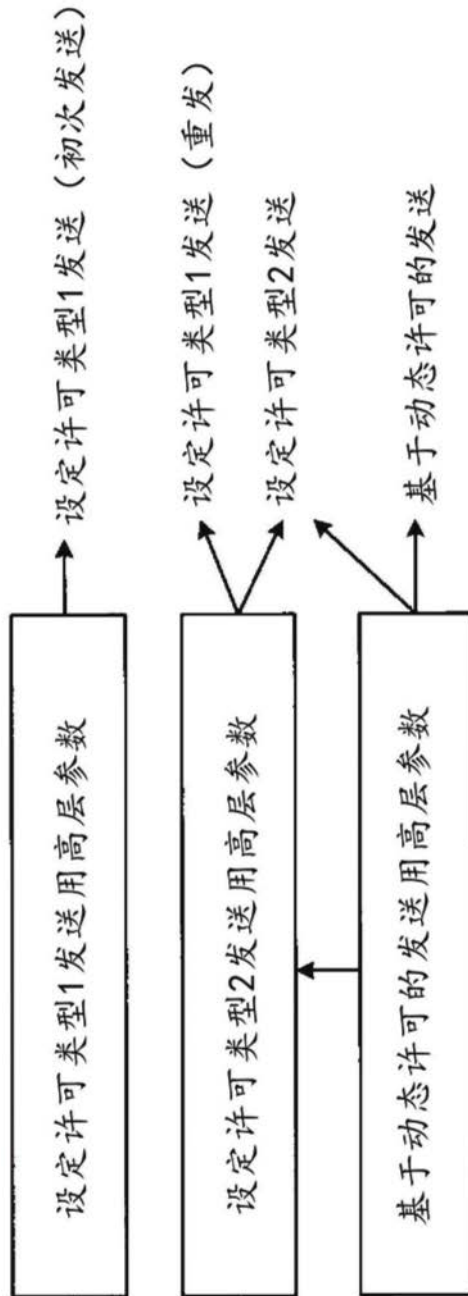 设定许可类型1发送用高层参数
设定许可类型1发送（初次发送）
设定许可类型2发送用高层参数
设定许可类型1发送（重发）
设定许可类型2发送
基于动态许可的发送用高层参数
基于动态许可的发送